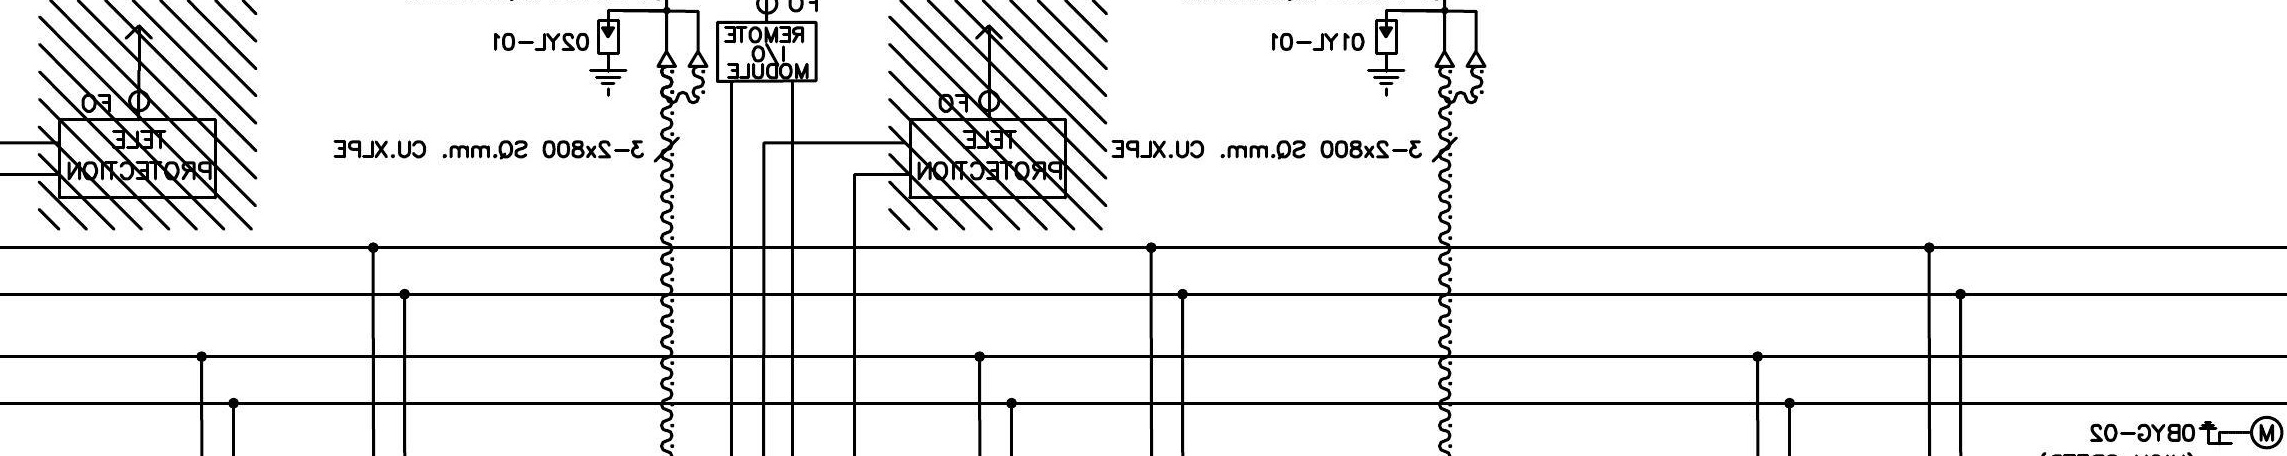 FO
REMOTE
I/O
MODULE
02YL-01
01YL-01
FO
TELE
PROTECTION
FO
TELE
PROTECTION
3-2x800 SQ.mm. CU.XLPE
3-2x800 SQ.mm. CU.XLPE
M
0BYG-02